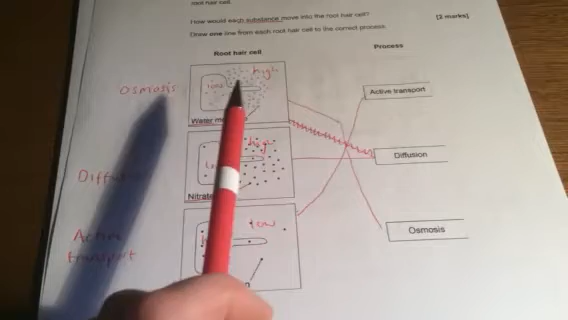 root hair cell.
How would each substance move into the root hair cell?
[3 marks]
Draw one line from each root hair cell to the correct process.
Root hair cell
Process
Osmosis
high
low
Water
Active transport
high
Diffusion
Nitrate
low
Osmosis
Active
transport